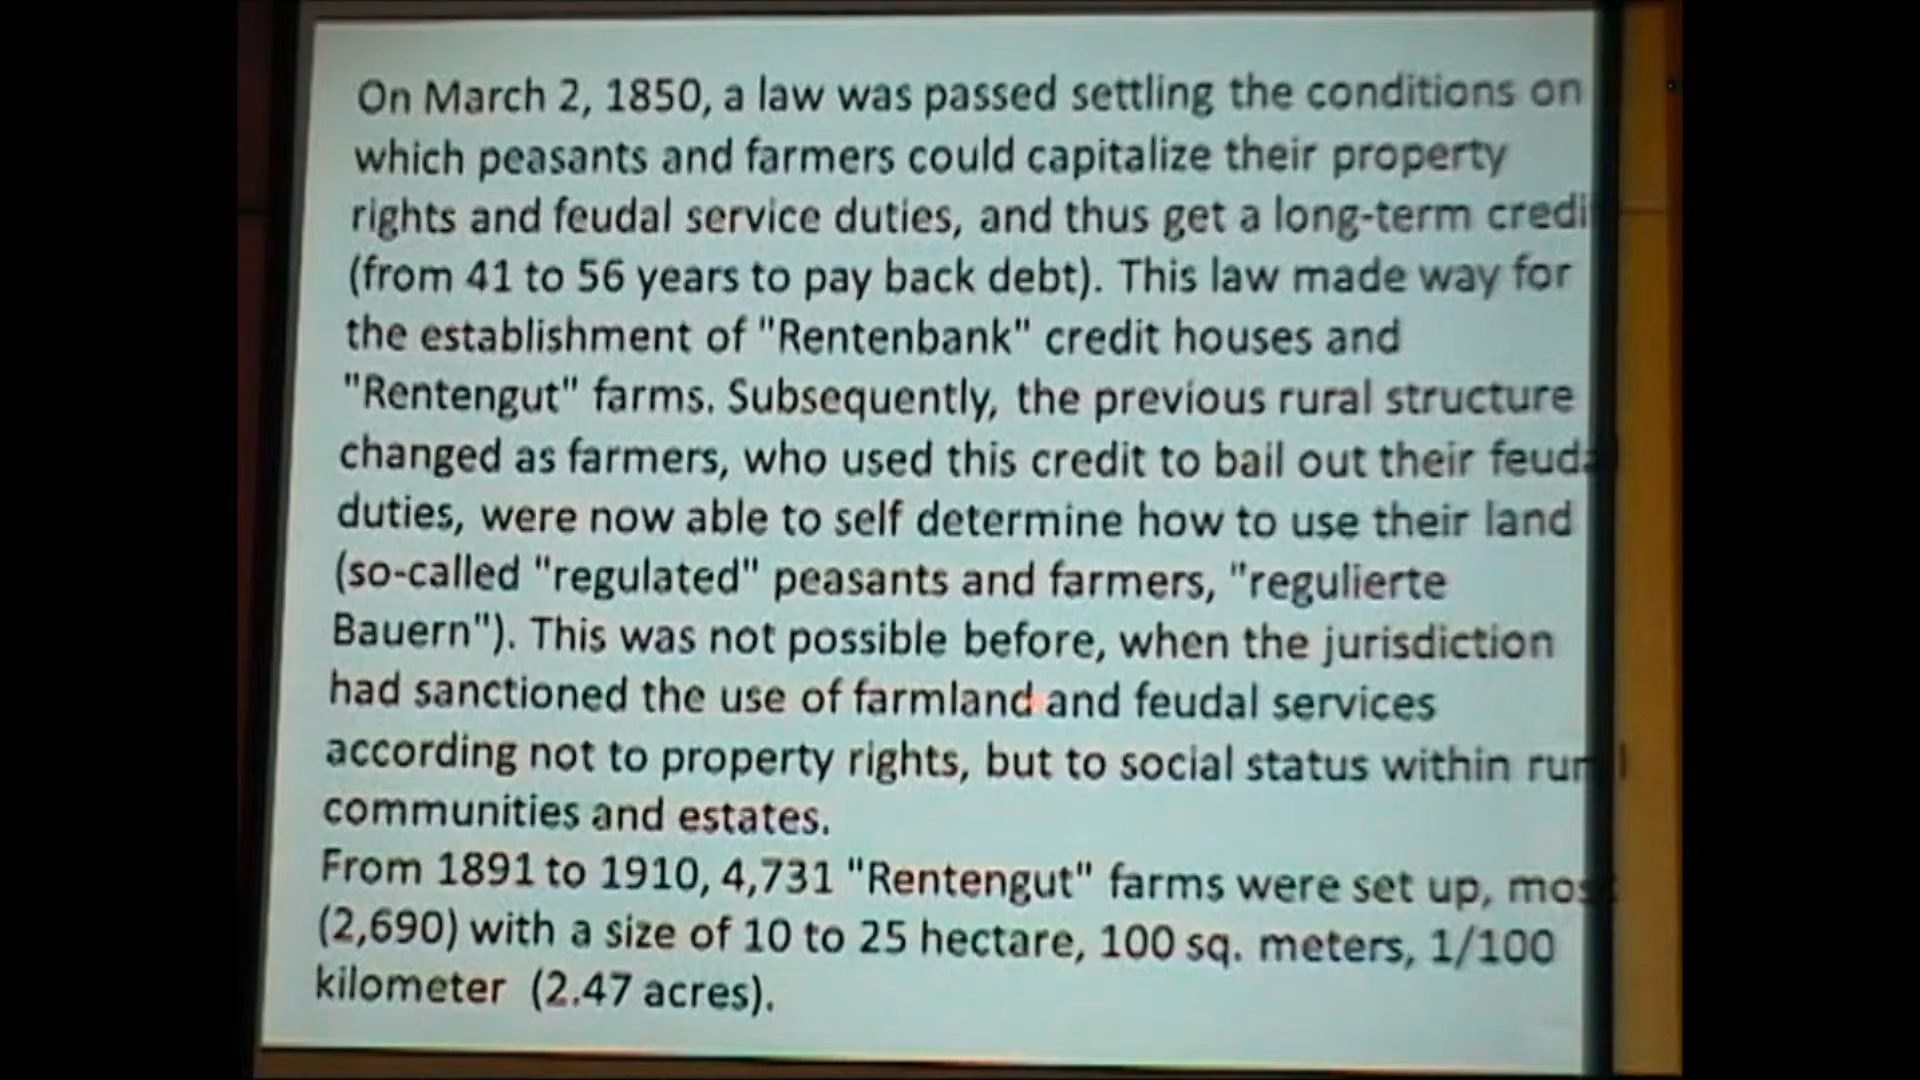 On March 2, 1850, a law was passed settling the conditions on
which peasants and farmers could capitalize their property
rights and feudal service duties, and thus get a long-term credi
(from 41 to 56 years to pay back debt). This law made way for
the establishment of "Rentenbank" credit houses and
"Rentengut" farms. Subsequently, the previous rural structure
changed as farmers, who used this credit to bail out their feudal
duties, were now able to self determine how to use their land
(so-called "regulated" peasants and farmers, "regulierte
Bauern"). This was not possible before, when the jurisdiction
had sanctioned the use of farmland and feudal services
according not to property rights, but to social status within rural
communities and estates.
From 1891 to 1910, 4,731 "Rentengut" farms were set up, most
(2,690) with a size of 10 to 25 hectare, 100 sq. meters, 1/100
kilometer (2.47 acres).